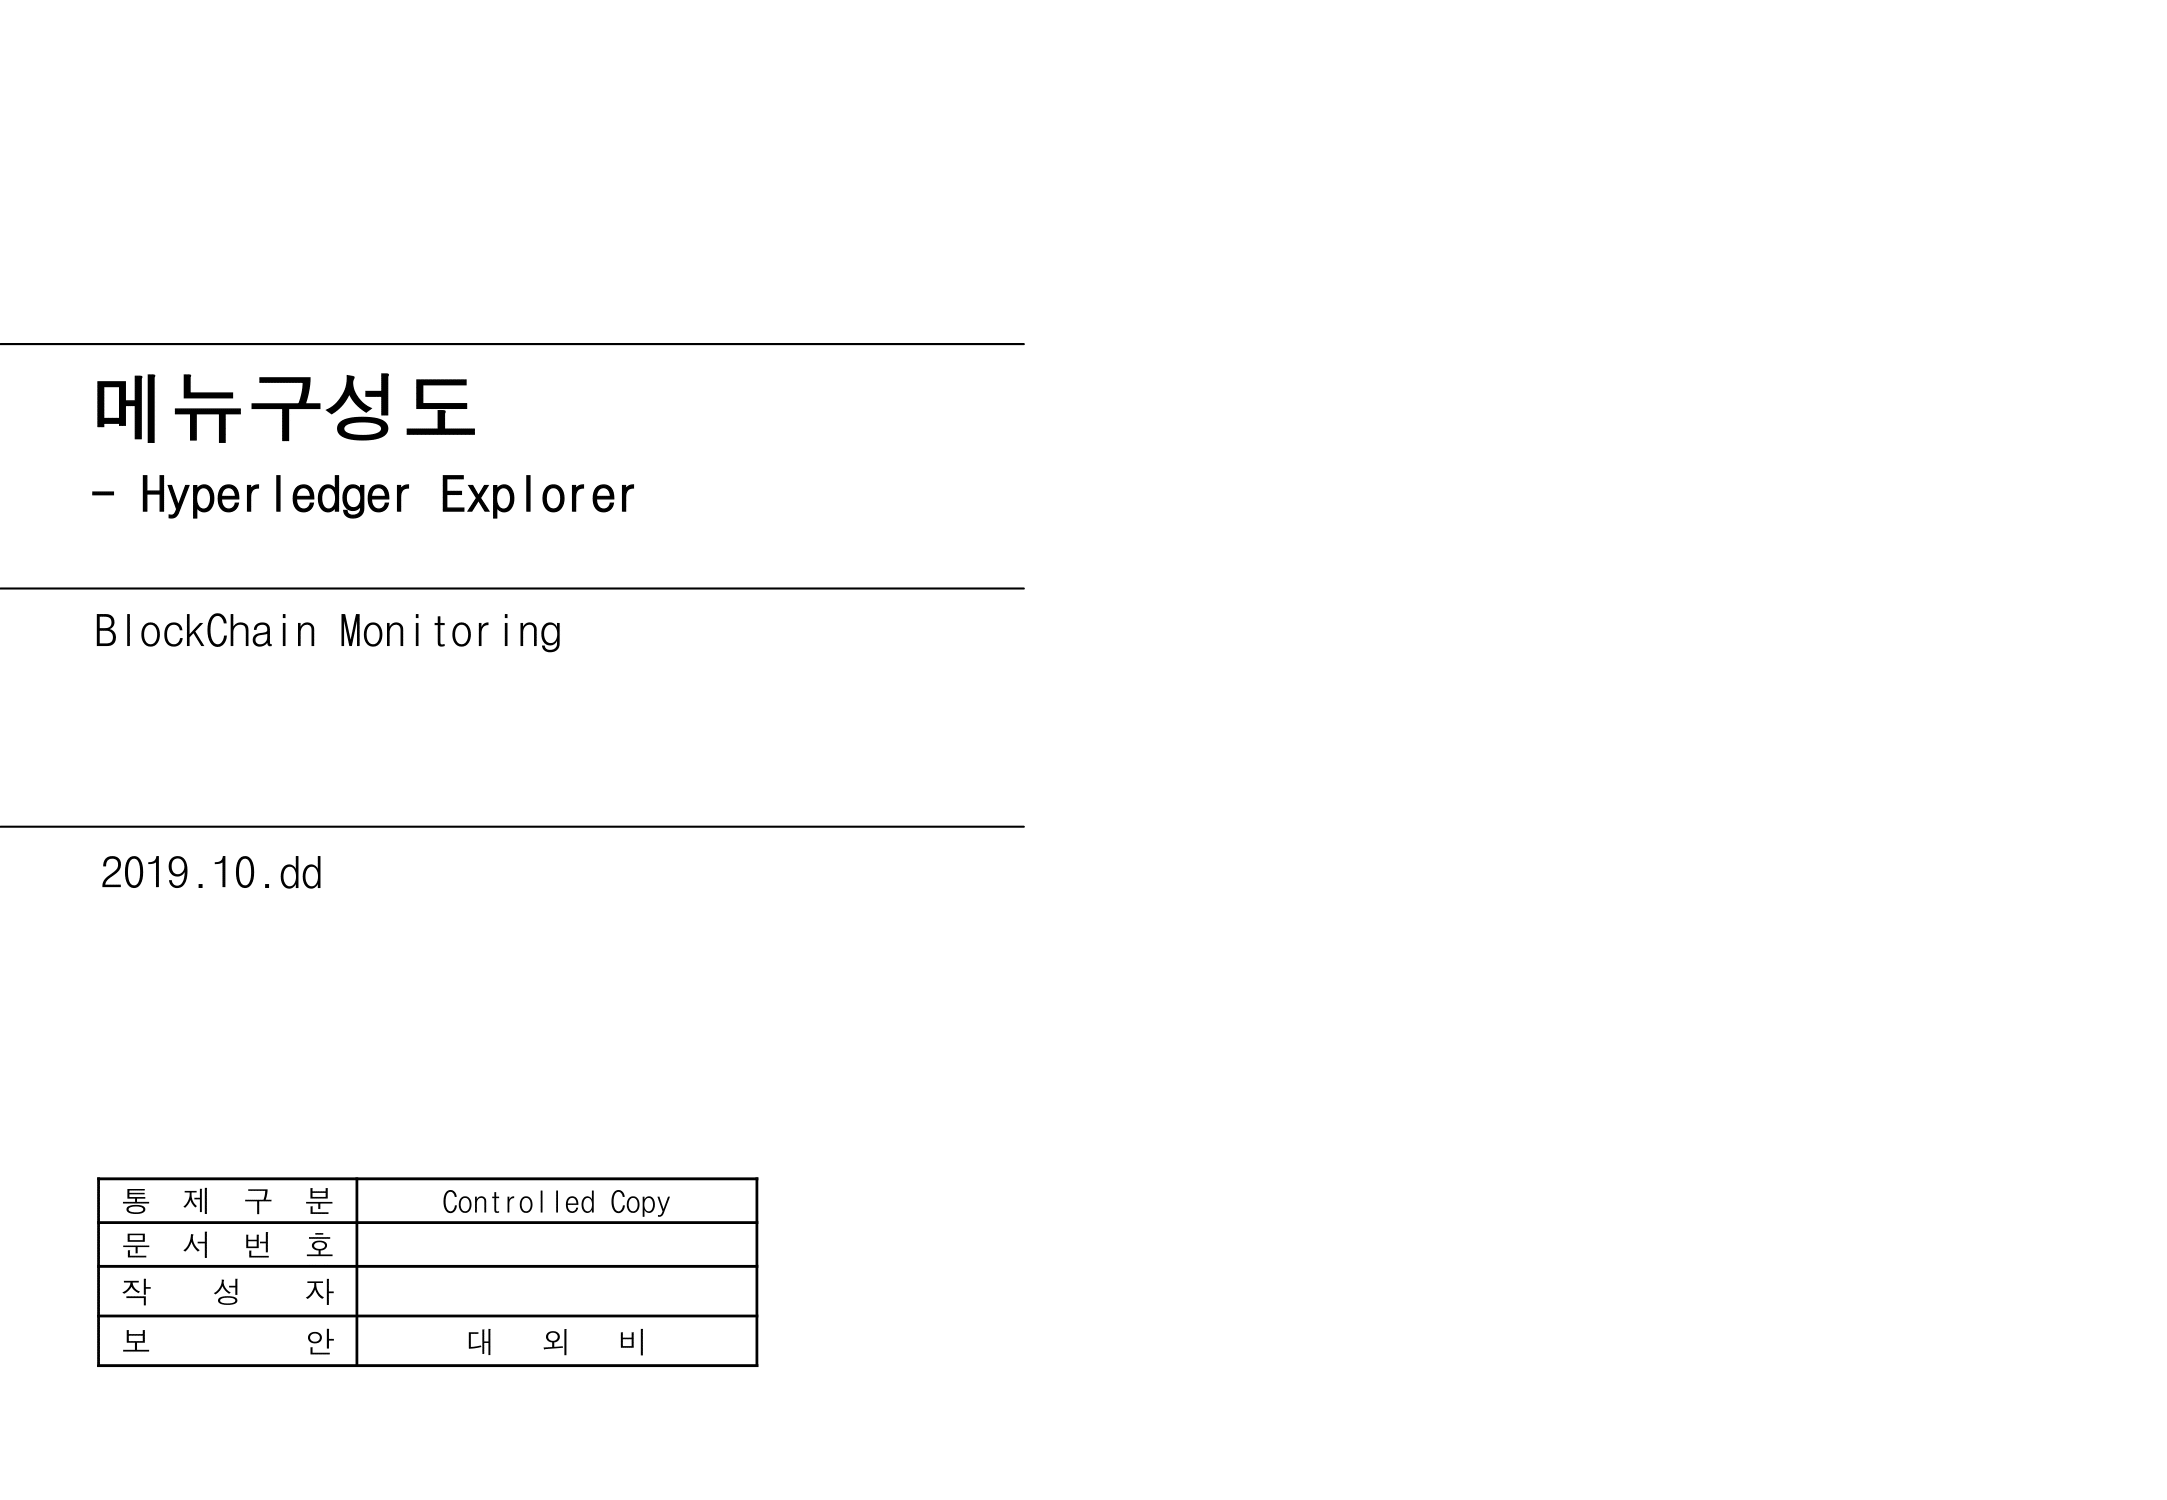 메뉴구성도
- Hyperledger Explorer
BlockChain Monitoring
2019.10.dd
통 제 구 분 Controlled Copy
문 서 번 호
작 성 자
보 안 대 외 비